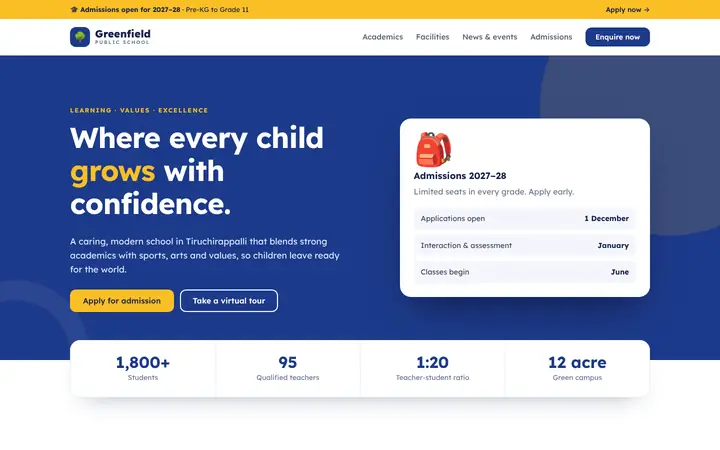 🎓 Admissions open for 2027–28 · Pre-KG to Grade 11
Apply now →
Greenfield
PUBLIC SCHOOL
Academics Facilities News & events Admissions Enquire now
LEARNING · VALUES · EXCELLENCE
Where every child
grows with
confidence.
A caring, modern school in Tiruchirappalli that blends strong
academics with sports, arts and values, so children leave ready
for the world.
Apply for admission Take a virtual tour
Admissions 2027–28
Limited seats in every grade. Apply early.
Applications open 1 December
Interaction & assessment January
Classes begin June
1,800+
Students
95
Qualified teachers
1:20
Teacher-student ratio
12 acre
Green campus